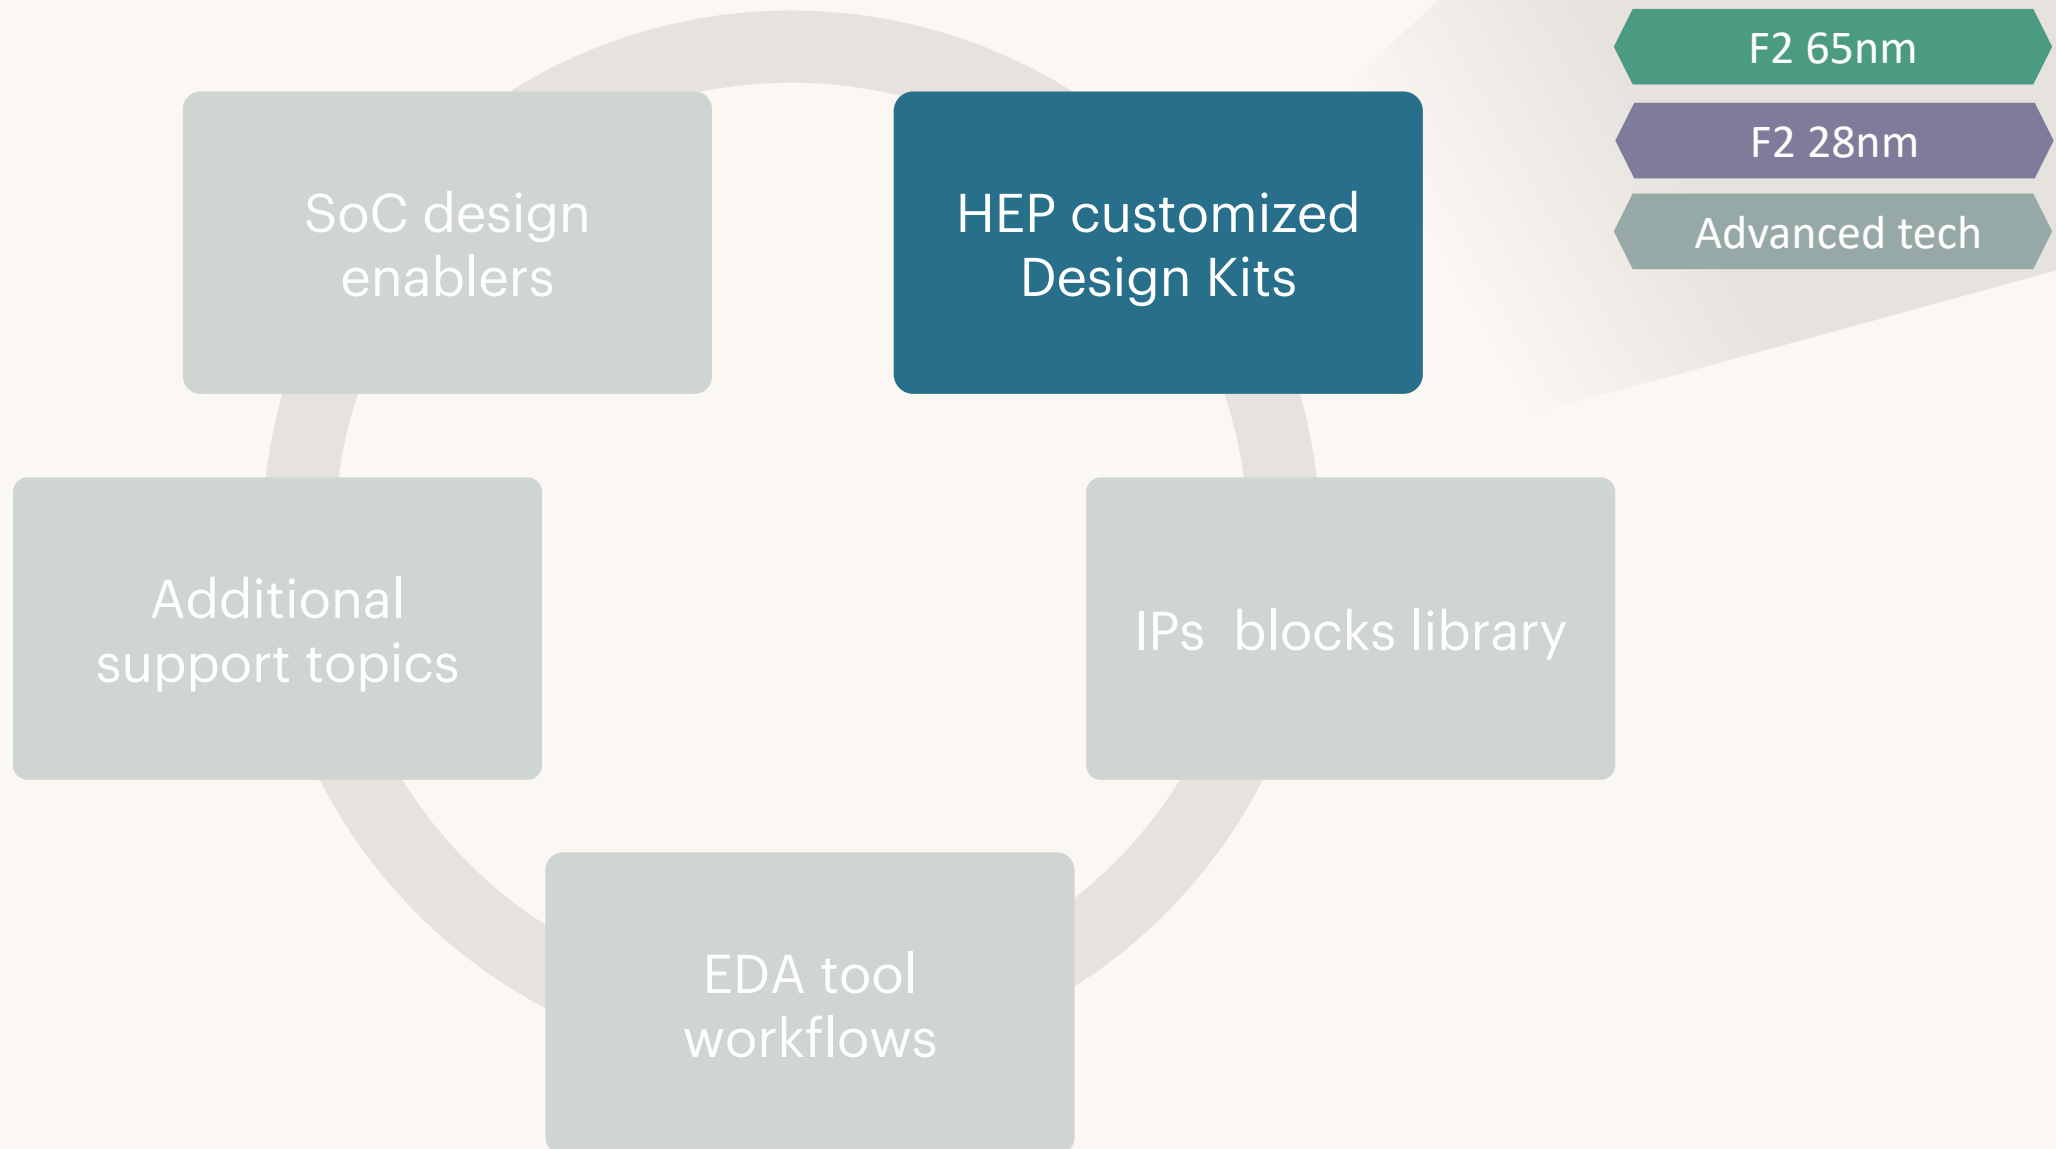 SoC design
enablers
HEP customized
Design Kits
F2 65nm
F2 28nm
Advanced tech
Additional
support topics
IPs  blocks library
EDA tool
workflows